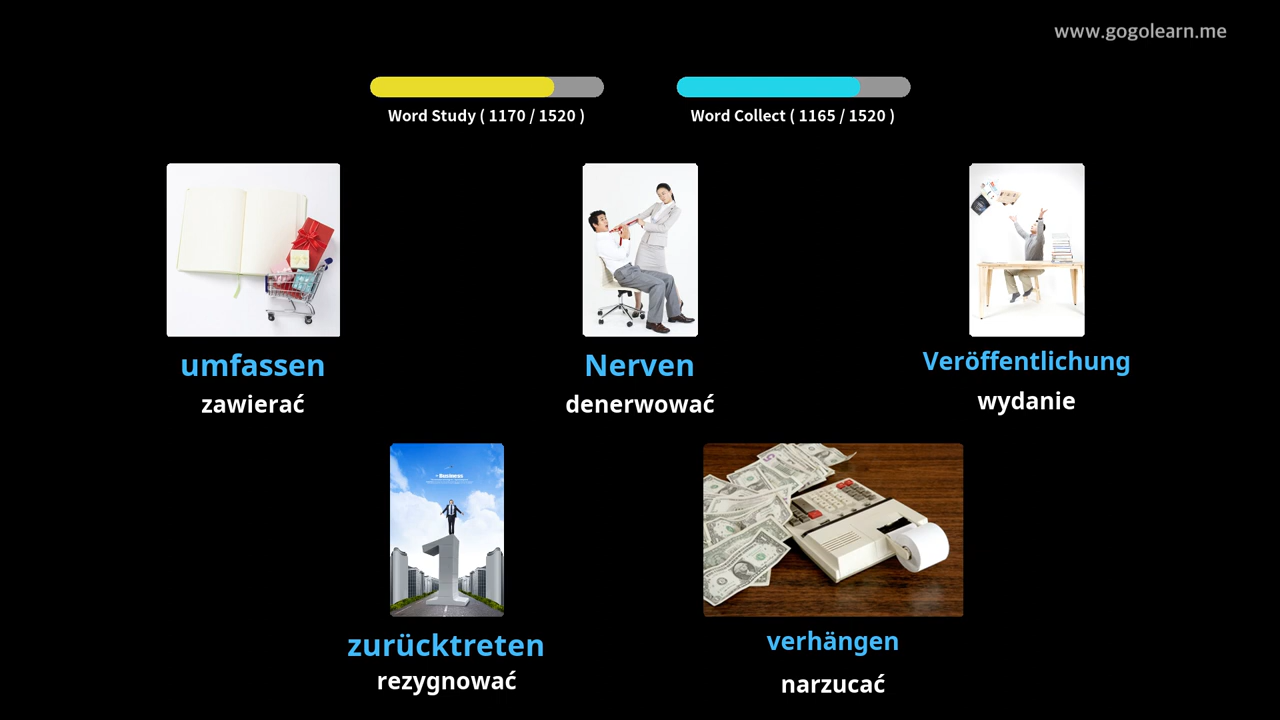 www.gogolearn.me
Word Study ( 1170 / 1520 )
Word Collect ( 1165 / 1520 )
umfassen
zawierać
Nerven
denerwować
Veröffentlichung
wydanie
Business
zurücktreten
rezygnować
verhängen
narzucać